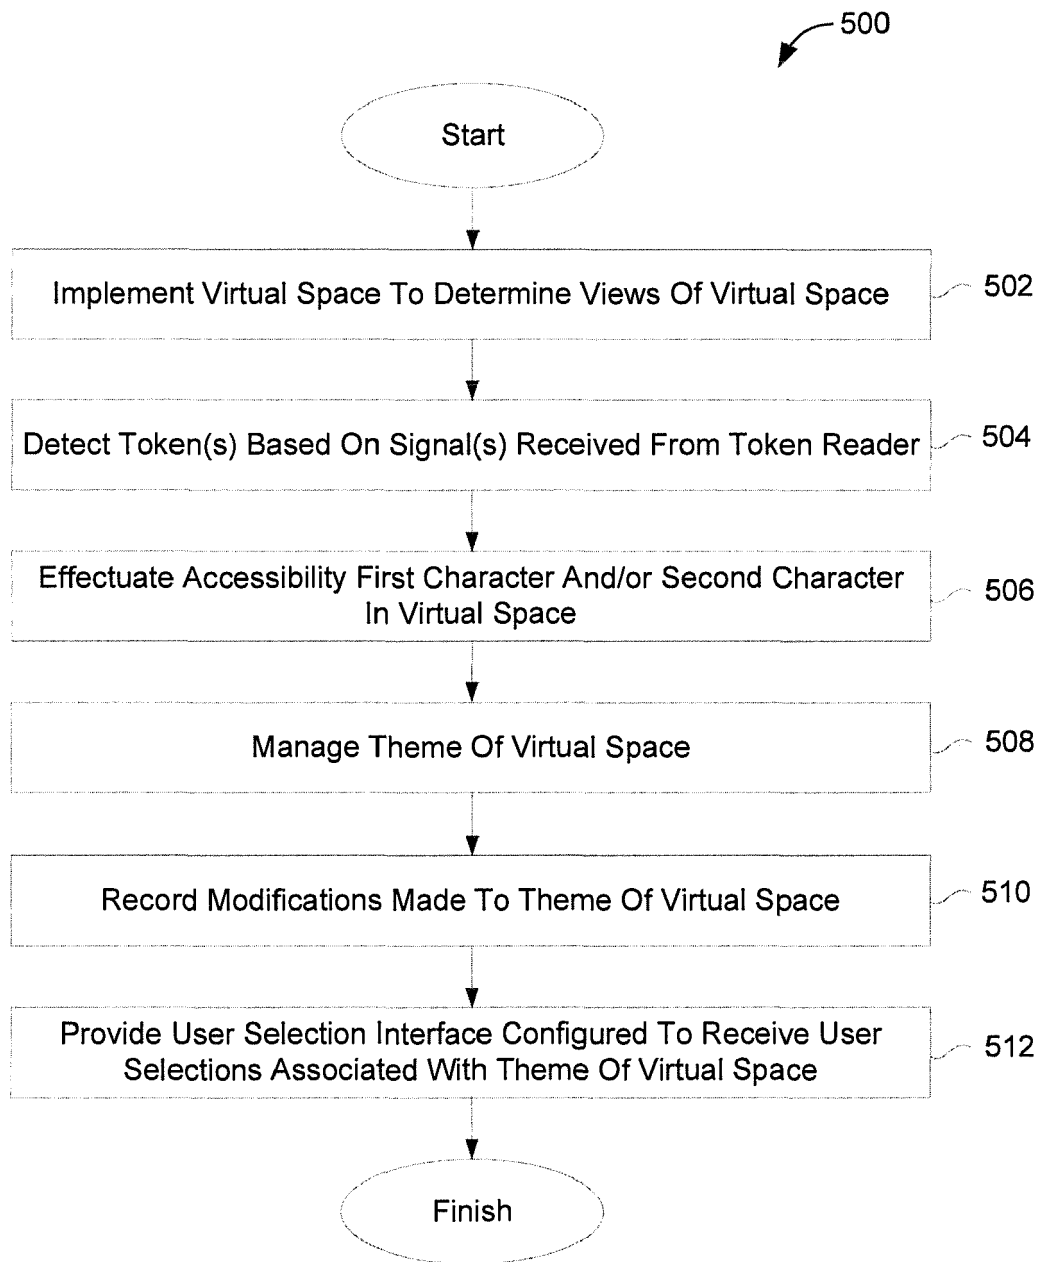 500
Start
Implement Virtual Space To Determine Views Of Virtual Space
502
Detect Token(s) Based On Signal(s) Received From Token Reader
504
Effectuate Accessibility First Character And/or Second Character
In Virtual Space
506
Manage Theme Of Virtual Space
508
Record Modifications Made To Theme Of Virtual Space
510
Provide User Selection Interface Configured To Receive User
Selections Associated With Theme Of Virtual Space
512
Finish